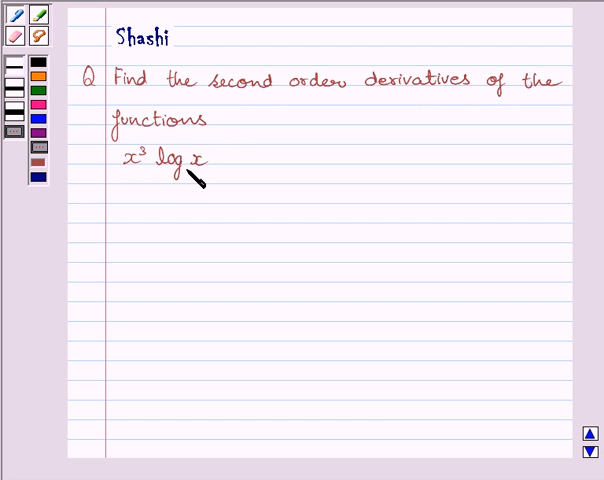 Shashi
Q Find the second order derivatives of the
functions
x³ log x